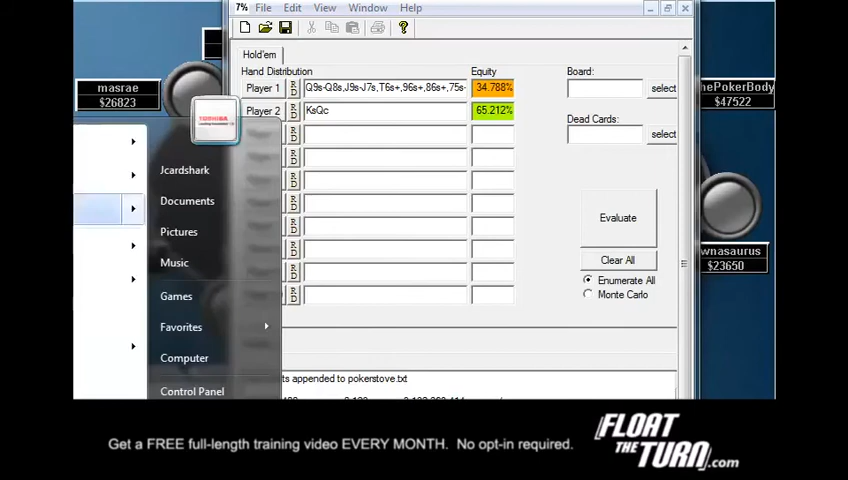 7% File Edit View Window Help
Hold'em
Hand Distribution Equity Board:
Player 1 R D Q9s-Q8s,J9s-J7s,T6s+,96s+,86s+,75s- 34.788% select
Player 2 R D KsQc 65.212%
Dead Cards:
R D select
R D
R D
R D
R D
R D
R D
R D
Evaluate
Clear All
Enumerate All
Monte Carlo
masrae
$26823
TOSHIBA
Jcardshark
Documents
Pictures
Music
Games
Favorites
Computer
Control Panel
ts appended to pokerstove.txt
hePokerBody
$47522
wnasaurus
$23650
Get a FREE full-length training video EVERY MONTH. No opt-in required.
FLOAT
THE TURN.com